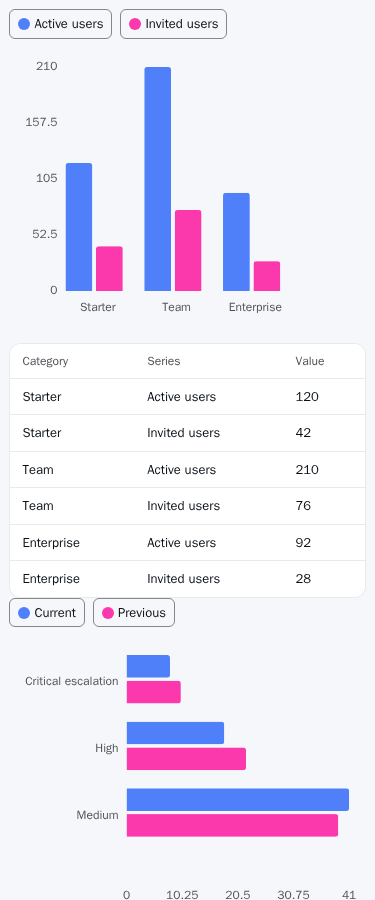 Active users Invited users
210
157.5
105
52.5
0
Starter Team Enterprise
Category Series Value
Starter Active users 120
Starter Invited users 42
Team Active users 210
Team Invited users 76
Enterprise Active users 92
Enterprise Invited users 28
Current Previous
Critical escalation
High
Medium
0 10.25 20.5 30.75 41